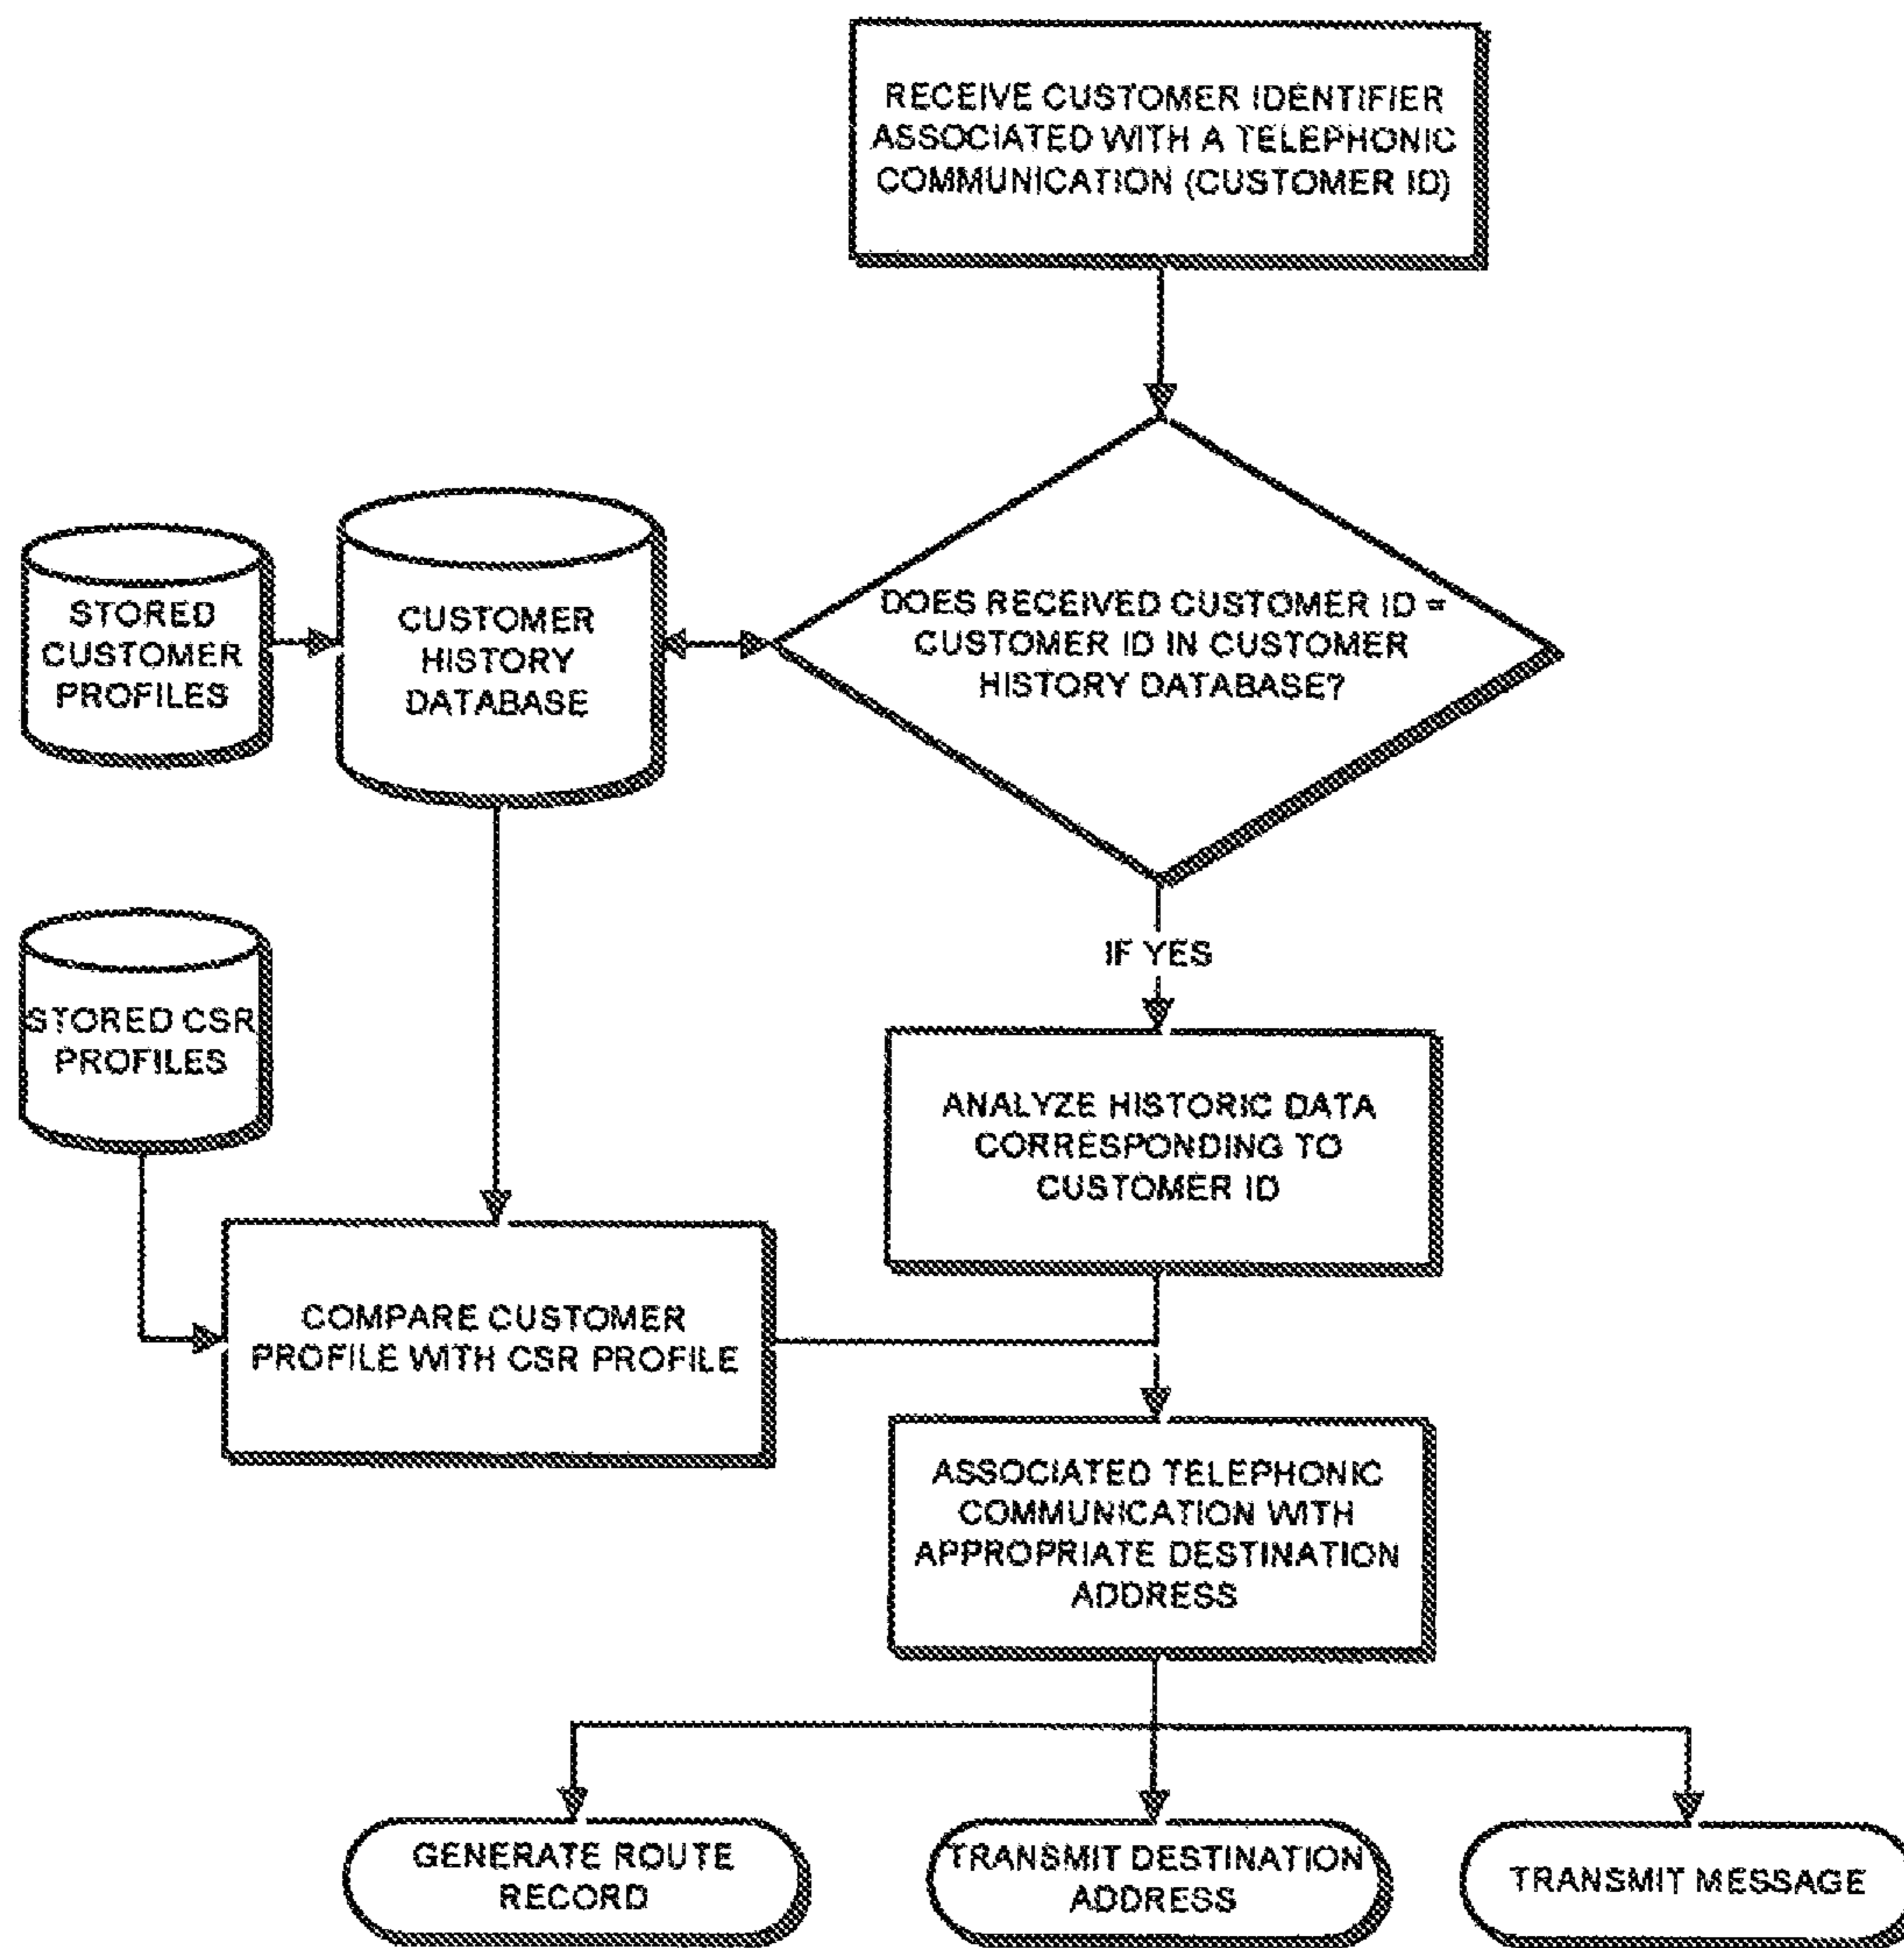 RECEIVE CUSTOMER IDENTIFIER
ASSOCIATED WITH A TELEPHONIC
COMMUNICATION (CUSTOMER ID)
STORED
CUSTOMER
PROFILES
CUSTOMER
HISTORY
DATABASE
DOES RECEIVED CUSTOMER ID =
CUSTOMER ID IN CUSTOMER
HISTORY DATABASE?
IF YES
STORED CSR
PROFILES
ANALYZE HISTORIC DATA
CORRESPONDING TO
CUSTOMER ID
COMPARE CUSTOMER
PROFILE WITH CSR PROFILE
ASSOCIATED TELEPHONIC
COMMUNICATION WITH
APPROPRIATE DESTINATION
ADDRESS
GENERATE ROUTE
RECORD
TRANSMIT DESTINATION
ADDRESS
TRANSMIT MESSAGE